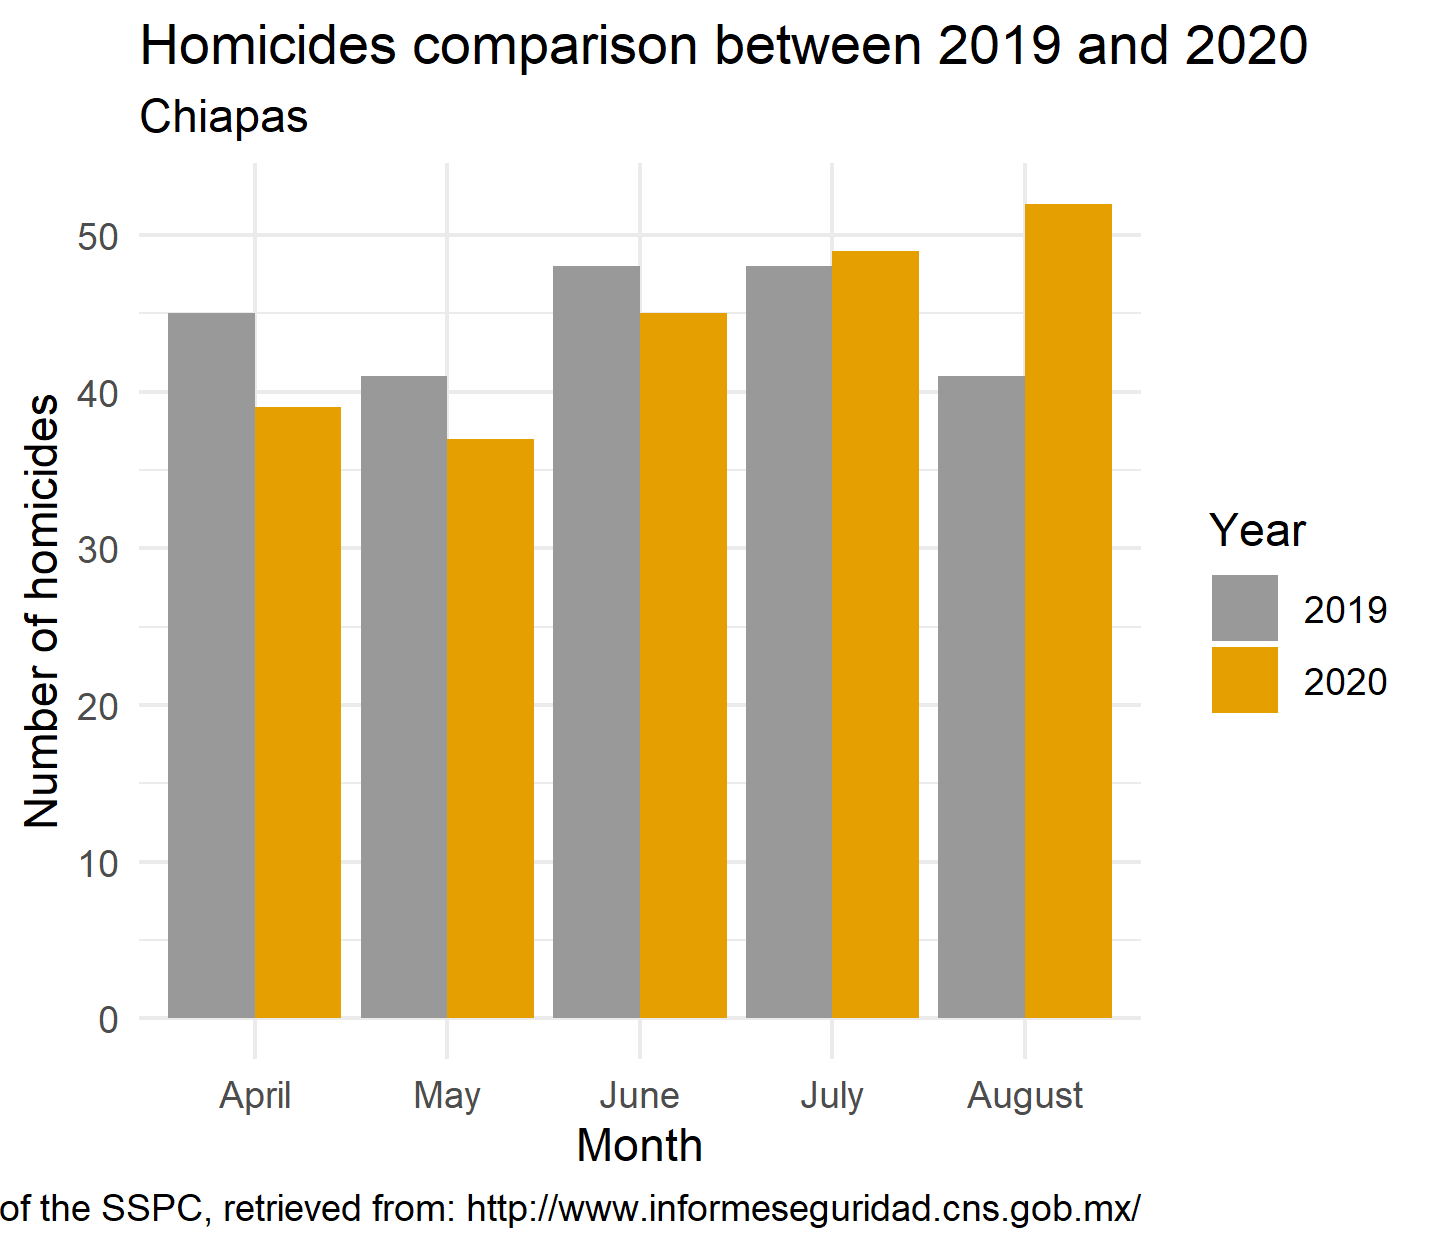 Homicides comparison between 2019 and 2020
Chiapas
50
40
30
20
10
0
Number of homicides
April May June July August
Month
Year
2019
2020
of the SSPC, retrieved from: http://www.informeseguridad.cns.gob.mx/